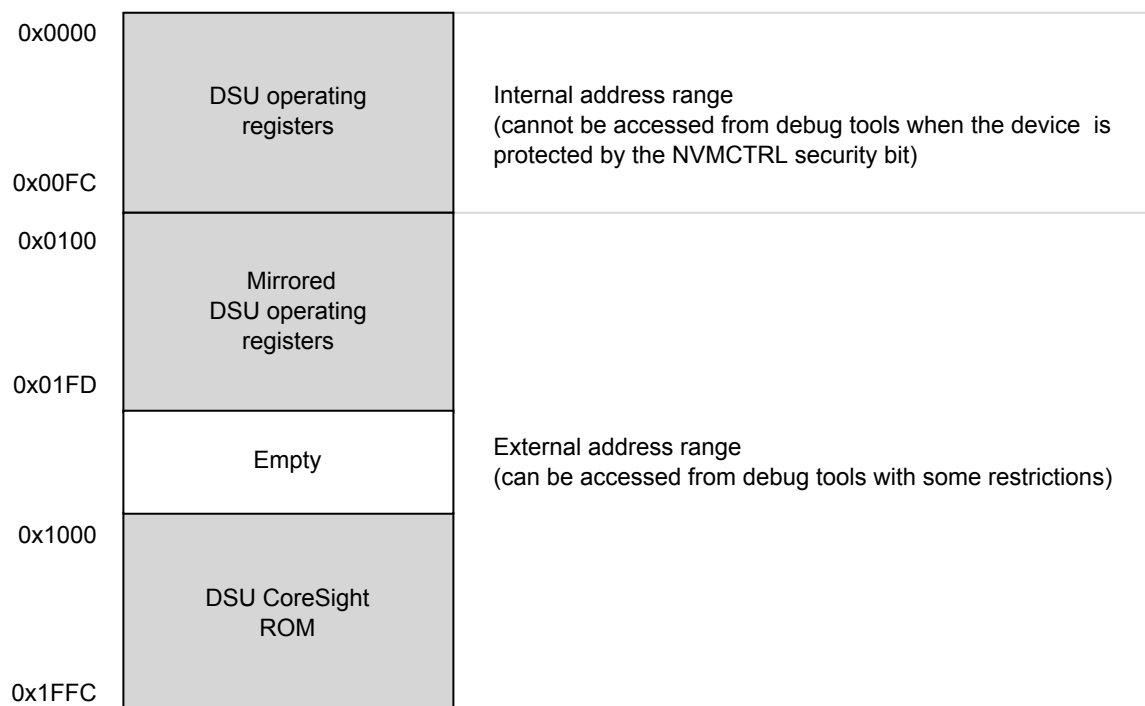 0x0000
DSU operating
registers
Internal address range
(cannot be accessed from debug tools when the device is
protected by the NVMCTRL security bit)
0x00FC
0x0100
Mirrored
DSU operating
registers
0x01FD
Empty
External address range
(can be accessed from debug tools with some restrictions)
0x1000
DSU CoreSight
ROM
0x1FFC